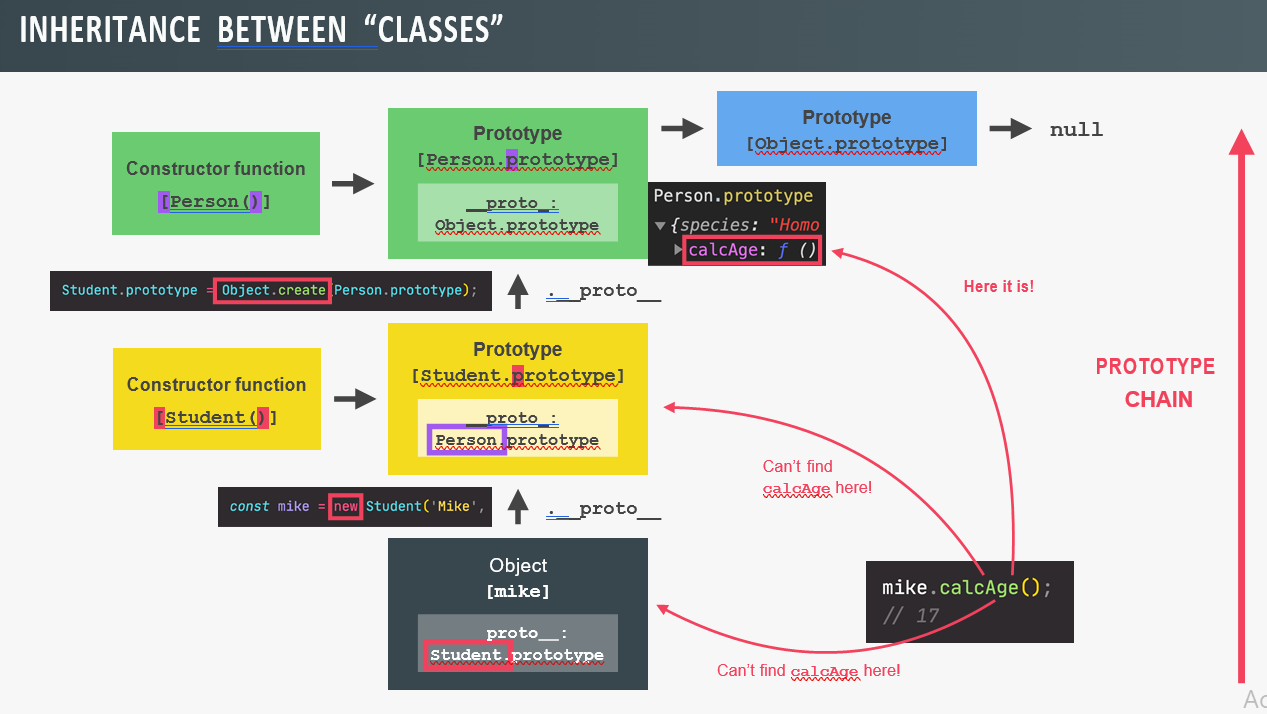 INHERITANCE BETWEEN “CLASSES”
Prototype
[Object.prototype]
null
Prototype
[Person.prototype]
__proto_:
Object.prototype
Constructor function
[Person()]
Person.prototype
{species: "Homo
calcAge: ƒ ()
Here it is!
Student.prototype = Object.create(Person.prototype);
.__proto__
Prototype
[Student.prototype]
__proto_:
Person.prototype
Constructor function
[Student()]
PROTOTYPE
CHAIN
Can’t find
calcAge here!
const mike = new Student('Mike',
.__proto__
Object
[mike]
proto__:
Student.prototype
mike.calcAge();
// 17
Can’t find calcAge here!